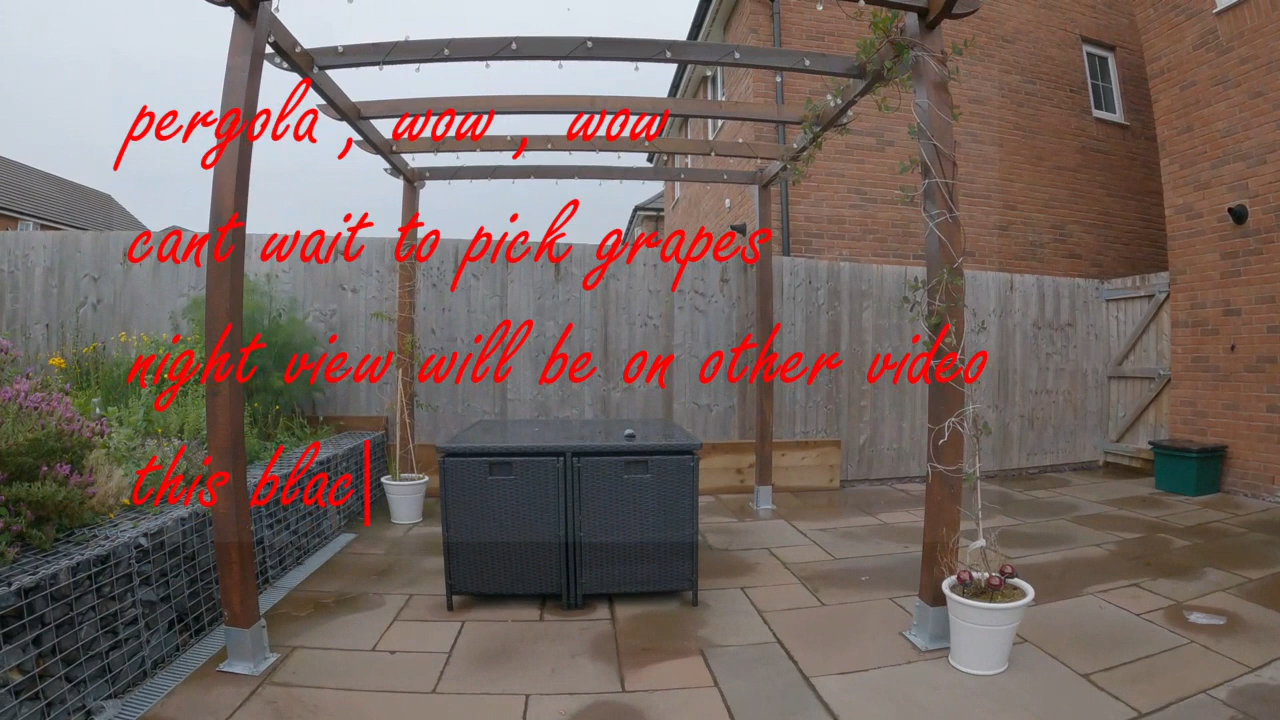 pergola , wow , wow
cant wait to pick grapes
night view will be on other video
this blac